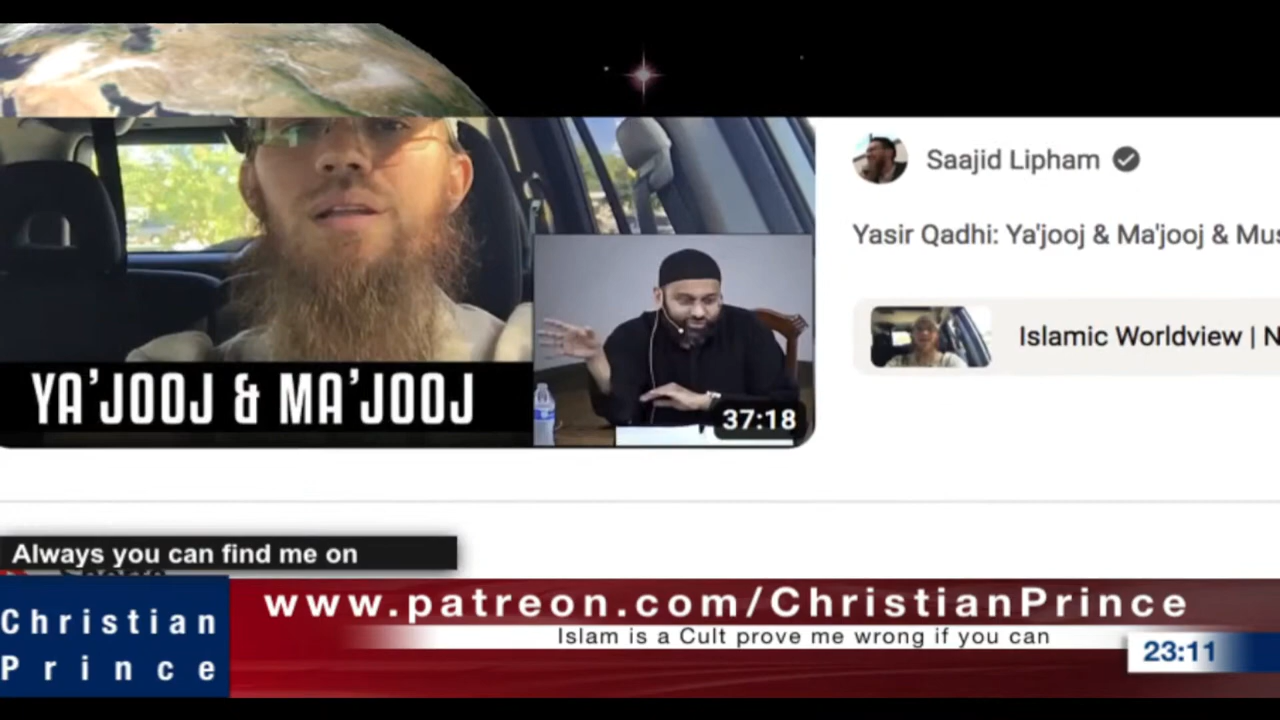 Saajid Lipham
Yasir Qadhi: Ya'jooj & Ma'jooj & Mus
Islamic Worldview | N
YA'JOOJ & MA'JOOJ
37:18
Always you can find me on
Sports
Christian
Prince
www.patreon.com/ChristianPrince
Islam is a Cult prove me wrong if you can
23:11